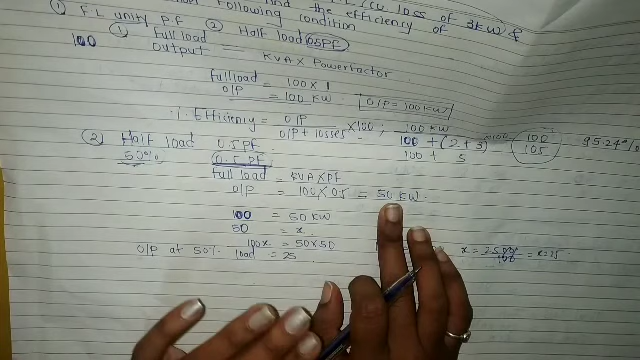 Cu loss of 3KW &
find the efficiency of
following condition
① F.L unity P.F ② Half load 0.5PF
100 ① Full load output = KVA X Powerfactor
full load O/P = 100 X 1
= 100 KW O/P = 100 KW
% Efficiency = O/P / O/P + losses X 100 ; 100 KW / 100 + (2 + 3) X100 100 / 105 95.24%
100 + 5
② Half load 0.5 PF
50% 0.5 PF
full load O/P = KVA X PF
= 100 X 0.5 = 50 KW.
100 = 50 KW
50 = x
100x = 50 X 50
O/P at 50% load = 25
x = 2500 / 100 = x = 25